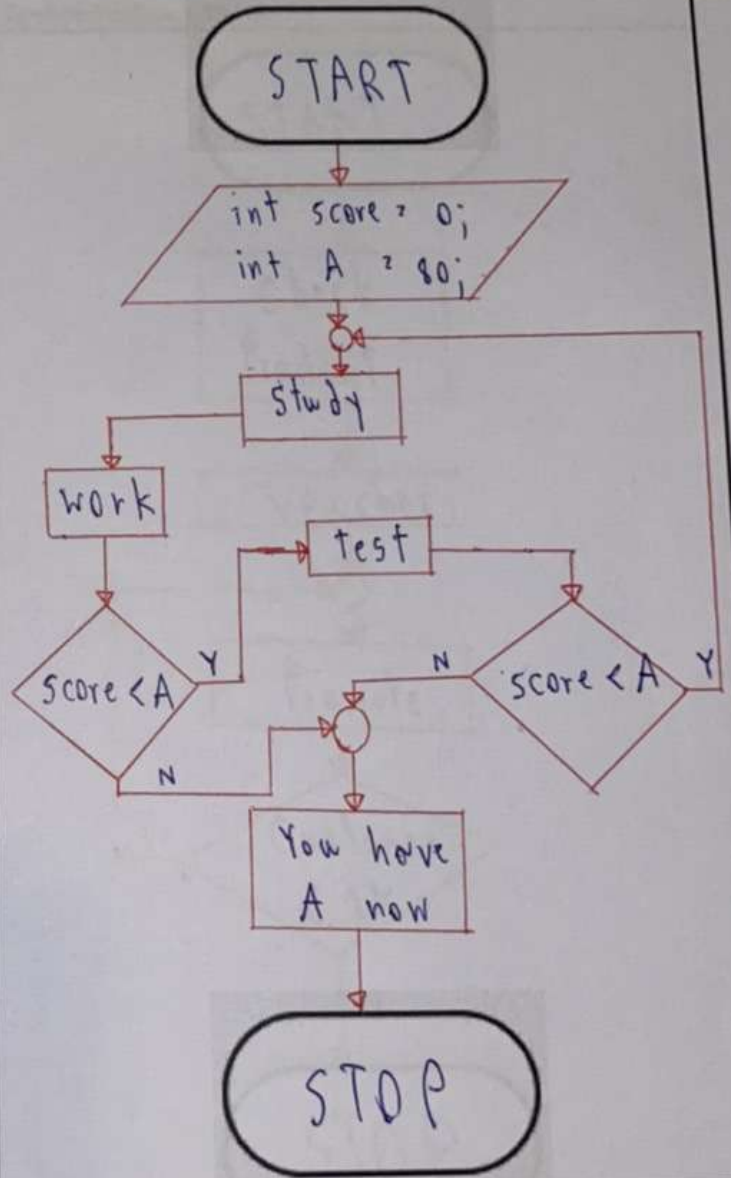 START
int score = 0;
int A = 80;
study
work
test
score < A
Y
N
score < A
N
Y
You have
A now
STOP